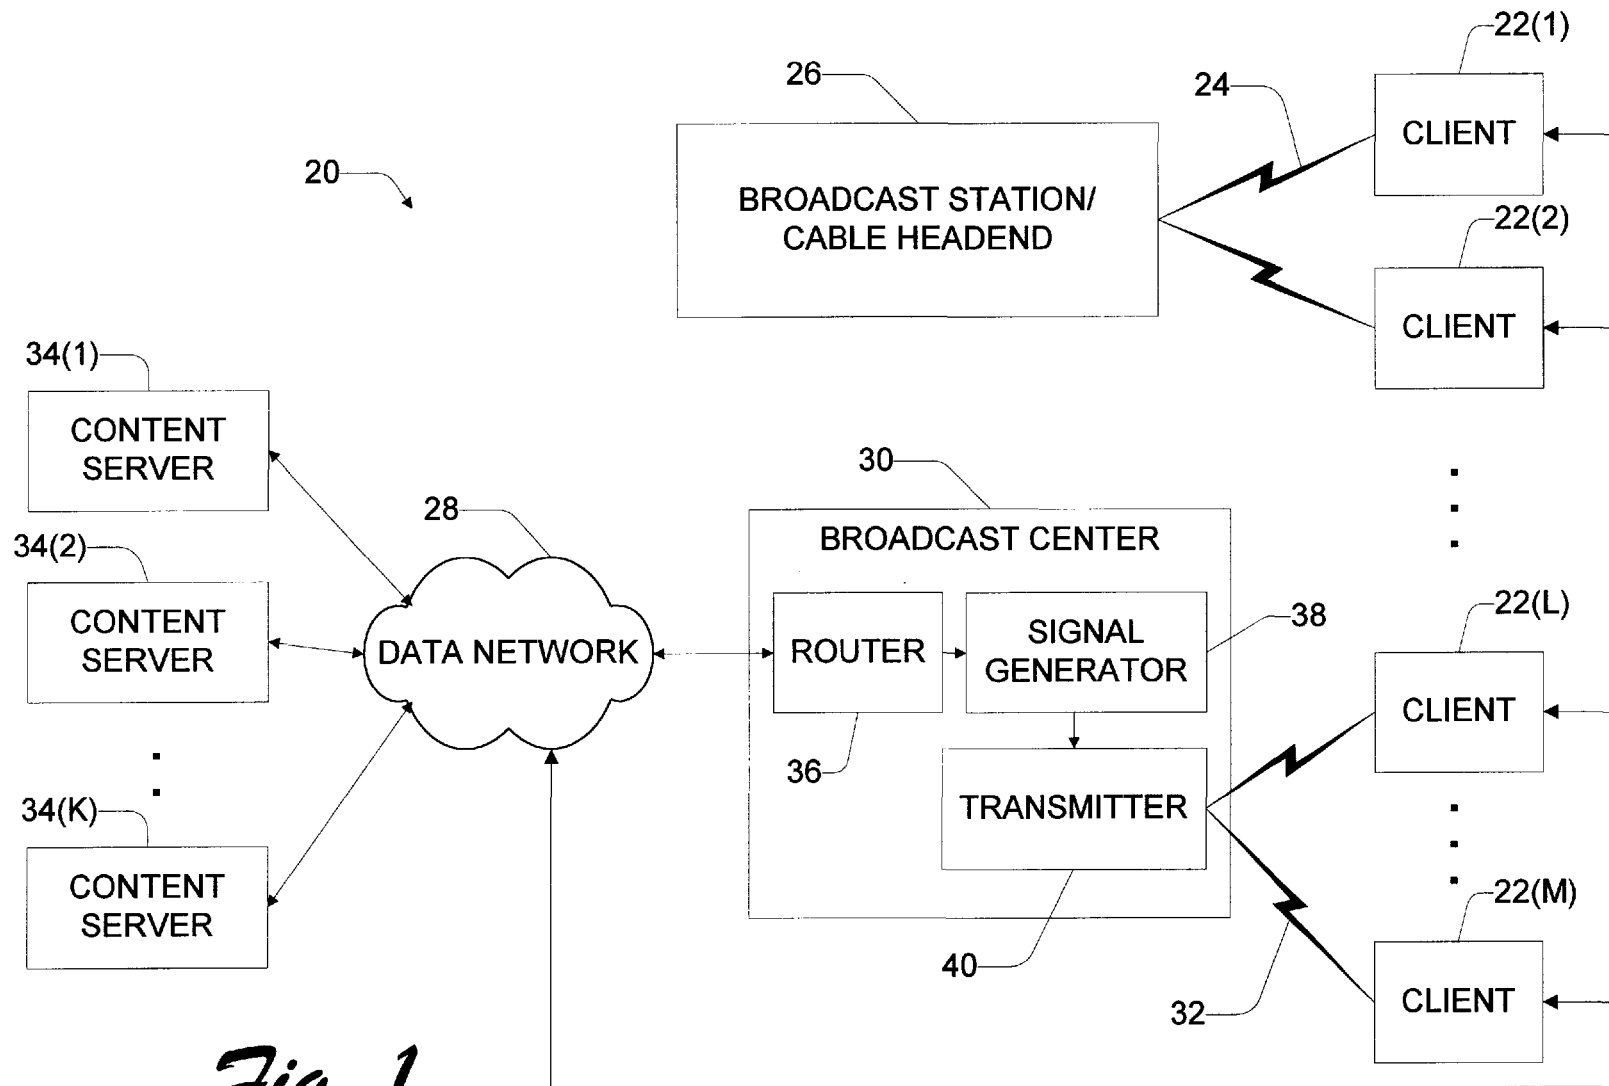 22(1)
26
24
CLIENT
20
BROADCAST STATION/
CABLE HEADEND
22(2)
CLIENT
34(1)
CONTENT
SERVER
30
28
BROADCAST CENTER
34(2)
CONTENT
SERVER
DATA NETWORK
ROUTER
SIGNAL
GENERATOR
38
22(L)
CLIENT
36
TRANSMITTER
34(K)
CONTENT
SERVER
22(M)
40
32
CLIENT
Fig. 1